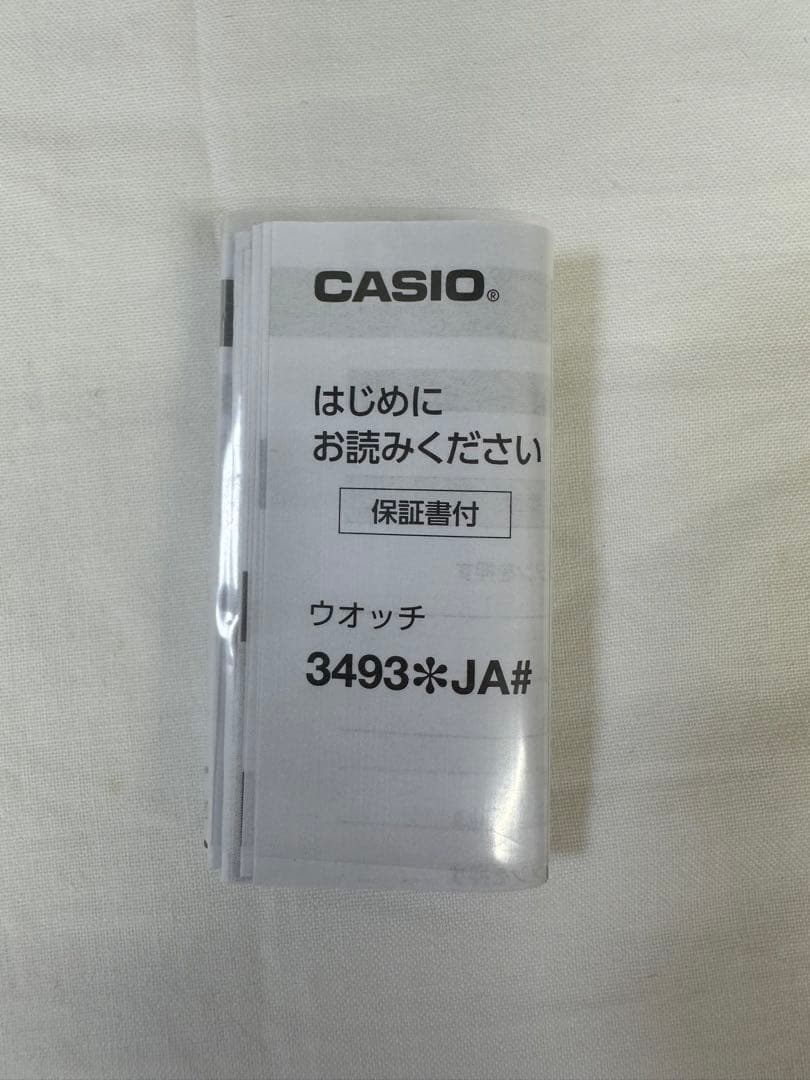 CASIO®
はじめに
お読みください
保証書付
ウオッチ
3493✽JA#